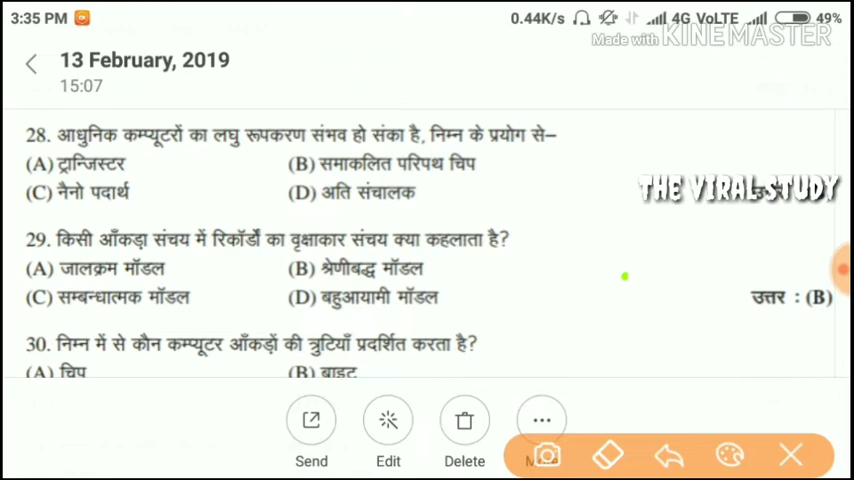 3:35 PM 0.44K/s 4G VoLTE 49%
Made with KINEMASTER
13 February, 2019
15:07
28. आधुनिक कम्प्यूटरों का लघु रूपकरण संभव हो संका है, निम्न के प्रयोग से–
(A) ट्रान्जिस्टर (B) समाकलित परिपथ चिप
(C) नैनो पदार्थ (D) अति संचालक
THE VIRAL STUDY
29. किसी आँकड़ा संचय में रिकॉर्डों का वृक्षाकार संचय क्या कहलाता है?
(A) जालक्रम मॉडल (B) श्रेणीबद्ध मॉडल
(C) सम्बन्धात्मक मॉडल (D) बहुआयामी मॉडल उत्तर : (B)
30. निम्न में से कौन कम्प्यूटर आँकड़ों की त्रुटियाँ प्रदर्शित करता है?
(A) चिप (B) बाइट
Send Edit Delete